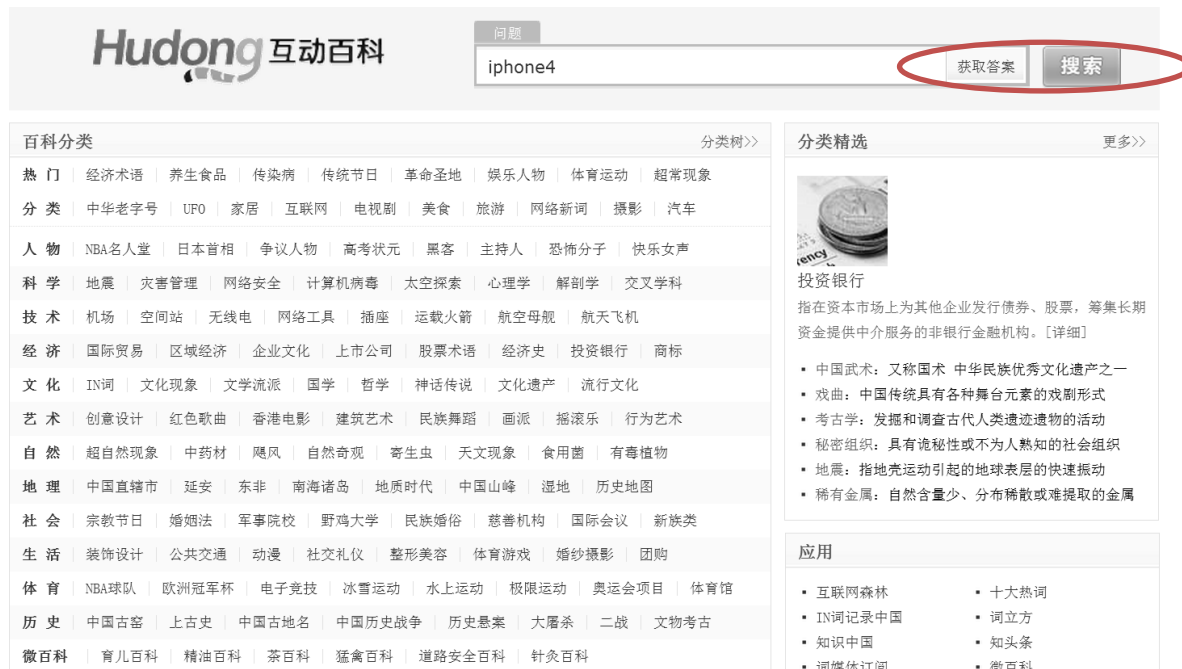 Hudong 互动百科
问题
iphone4
获取答案
搜索
百科分类 分类树>>
热 门 经济术语 养生食品 传染病 传统节日 革命圣地 娱乐人物 体育运动 超常现象
分 类 中华老字号 UFO 家居 互联网 电视剧 美食 旅游 网络新词 摄影 汽车
人 物 NBA名人堂 日本首相 争议人物 高考状元 黑客 主持人 恐怖分子 快乐女声
科 学 地震 灾害管理 网络安全 计算机病毒 太空探索 心理学 解剖学 交叉学科
技 术 机场 空间站 无线电 网络工具 插座 运载火箭 航空母舰 航天飞机
经 济 国际贸易 区域经济 企业文化 上市公司 股票术语 经济史 投资银行 商标
文 化 IN词 文化现象 文学流派 国学 哲学 神话传说 文化遗产 流行文化
艺 术 创意设计 红色歌曲 香港电影 建筑艺术 民族舞蹈 画派 摇滚乐 行为艺术
自 然 超自然现象 中药材 飓风 自然奇观 寄生虫 天文现象 食用菌 有毒植物
地 理 中国直辖市 延安 东非 南海诸岛 地质时代 中国山峰 湿地 历史地图
社 会 宗教节日 婚姻法 军事院校 野鸡大学 民族婚俗 慈善机构 国际会议 新族类
生 活 装饰设计 公共交通 动漫 社交礼仪 整形美容 体育游戏 婚纱摄影 团购
体 育 NBA球队 欧洲冠军杯 电子竞技 冰雪运动 水上运动 极限运动 奥运会项目 体育馆
历 史 中国古窑 上古史 中国古地名 中国历史战争 历史悬案 大屠杀 二战 文物考古
微百科 育儿百科 精油百科 茶百科 猛禽百科 道路安全百科 针灸百科
分类精选 更多>>
ency
投资银行
指在资本市场上为其他企业发行债券、股票，筹集长期
资金提供中介服务的非银行金融机构。[详细]
▪ 中国武术：又称国术 中华民族优秀文化遗产之一
▪ 戏曲：中国传统具有各种舞台元素的戏剧形式
▪ 考古学：发掘和调查古代人类遗迹遗物的活动
▪ 秘密组织：具有诡秘性或不为人熟知的社会组织
▪ 地震：指地壳运动引起的地球表层的快速振动
▪ 稀有金属：自然含量少、分布稀散或难提取的金属
应用
▪ 互联网森林 ▪ 十大热词
▪ IN词记录中国 ▪ 词立方
▪ 知识中国 ▪ 知头条
▪ 词媒体订阅 ▪ 微百科